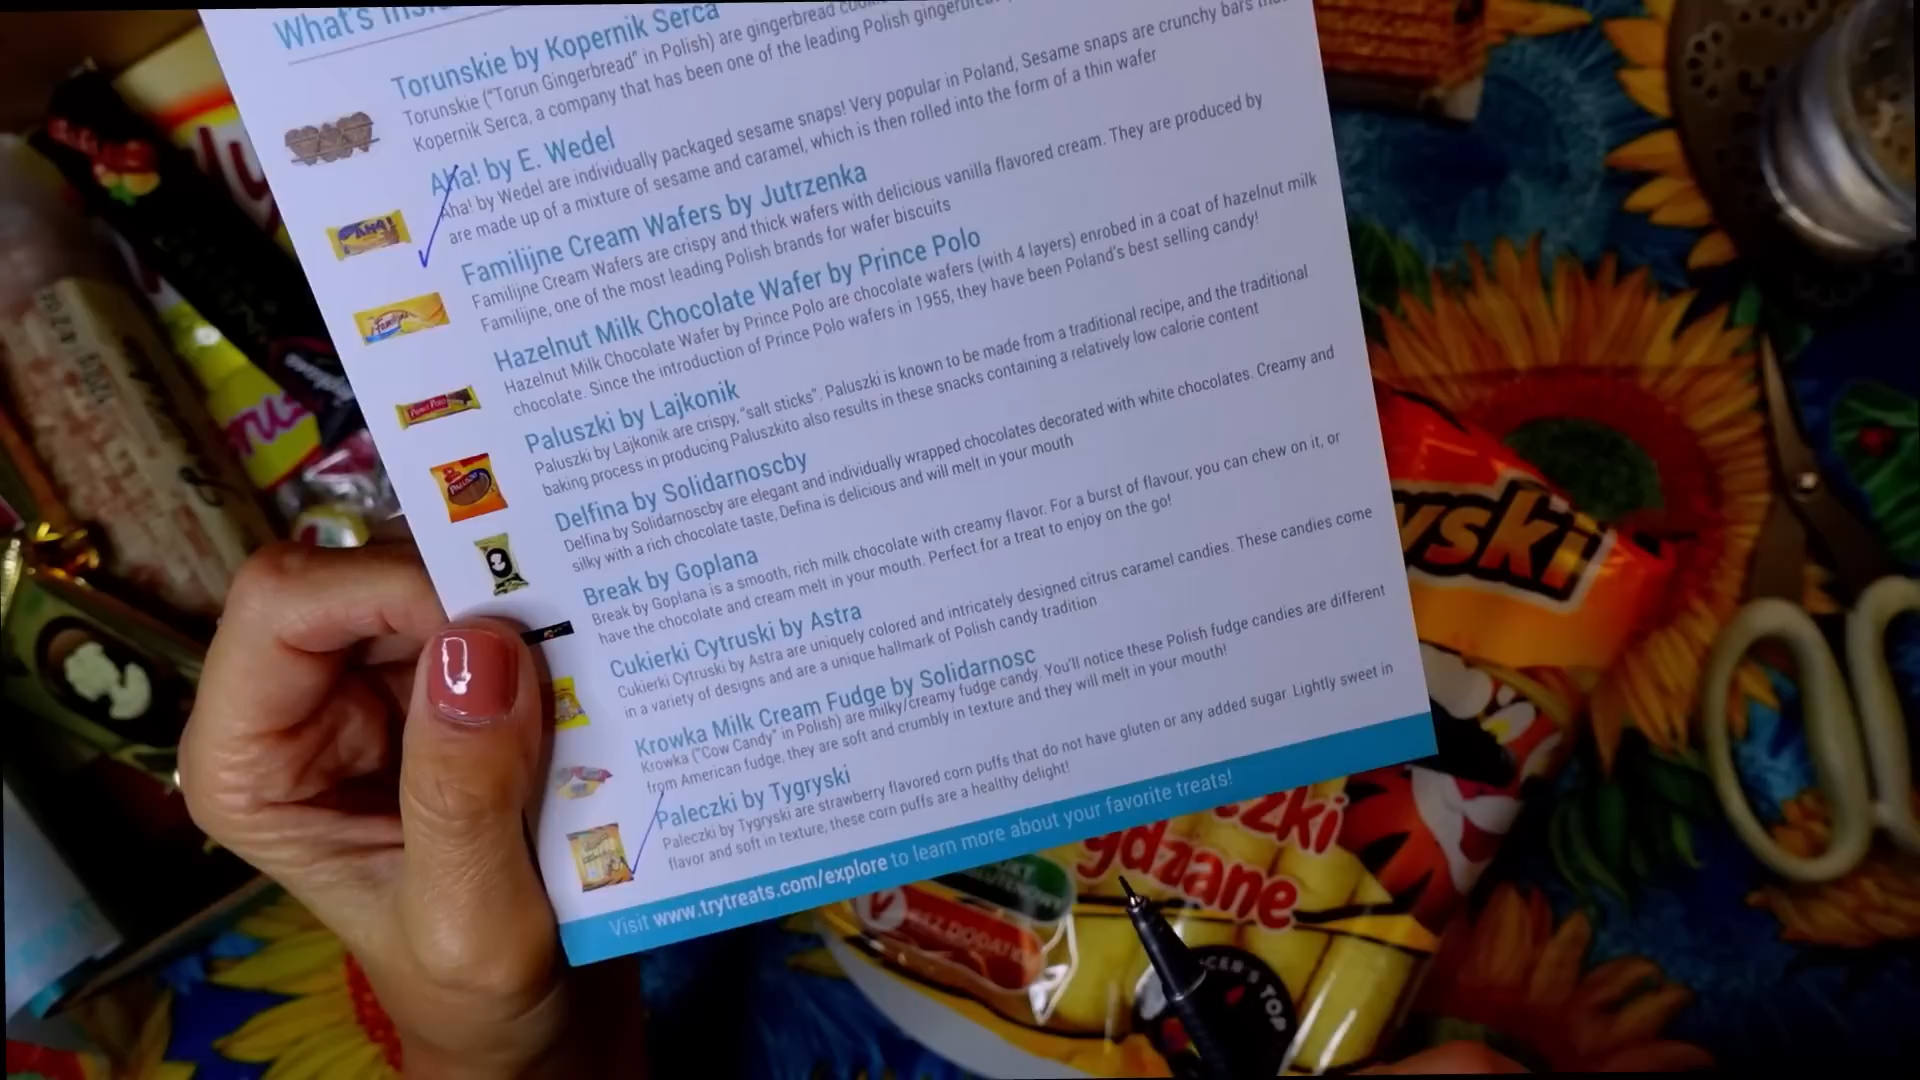 What's
Torunskie by Kopernik Serca
Torunskie ("Torun Gingerbread" in Polish) are gingerbread
Kopernik Serca, a company that has been one of the leading Polish gingerbread
Aha! by E. Wedel
Aha! by Wedel are individually packaged sesame snaps! Very popular in Poland, Sesame snaps are crunchy bars
are made up of a mixture of sesame and caramel, which is then rolled into the form of a thin wafer
Familijne Cream Wafers by Jutrzenka
Familijne Cream Wafers are crispy and thick wafers with delicious vanilla flavored cream. They are produced by
Familijne, one of the most leading Polish brands for wafer biscuits
Hazelnut Milk Chocolate Wafer by Prince Polo
Hazelnut Milk Chocolate Wafer by Prince Polo are chocolate wafers (with 4 layers) enrobed in a coat of hazelnut milk
chocolate. Since the introduction of Prince Polo wafers in 1955, they have been Poland's best selling candy!
Paluszki by Lajkonik
Paluszki by Lajkonik are crispy, "salt sticks". Paluszki is known to be made from a traditional recipe, and the traditional
baking process in producing Paluszkito also results in these snacks containing a relatively low calorie content
Delfina by Solidarnoscby
Delfina by Solidarnoscby are elegant and individually wrapped chocolates decorated with white chocolates. Creamy and
silky with a rich chocolate taste, Defina is delicious and will melt in your mouth
Break by Goplana
Break by Goplana is a smooth, rich milk chocolate with creamy flavor. For a burst of flavour, you can chew on it, or
have the chocolate and cream melt in your mouth. Perfect for a treat to enjoy on the go!
Cukierki Cytruski by Astra
Cukierki Cytruski by Astra are uniquely colored and intricately designed citrus caramel candies. These candies come
in a variety of designs and are a unique hallmark of Polish candy tradition
Krowka Milk Cream Fudge by Solidarnosc
Krowka ("Cow Candy" in Polish) are milky/creamy fudge candy. You'll notice these Polish fudge candies are different
from American fudge, they are soft and crumbly in texture and they will melt in your mouth!
Paleczki by Tygryski
Paleczki by Tygryski are strawberry flavored corn puffs that do not have gluten or any added sugar. Lightly sweet in
flavor and soft in texture, these corn puffs are a healthy delight!
Visit www.trytreats.com/explore to learn more about your favorite treats!
AHA
Familijne
Prince Polo
yski
czki
ydzane
BEZ DODATK
CER'S TOP